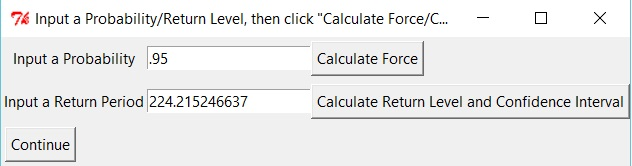 Input a Probability/Return Level, then click "Calculate Force/C...
Input a Probability .95 Calculate Force
Input a Return Period 224.215246637 Calculate Return Level and Confidence Interval
Continue